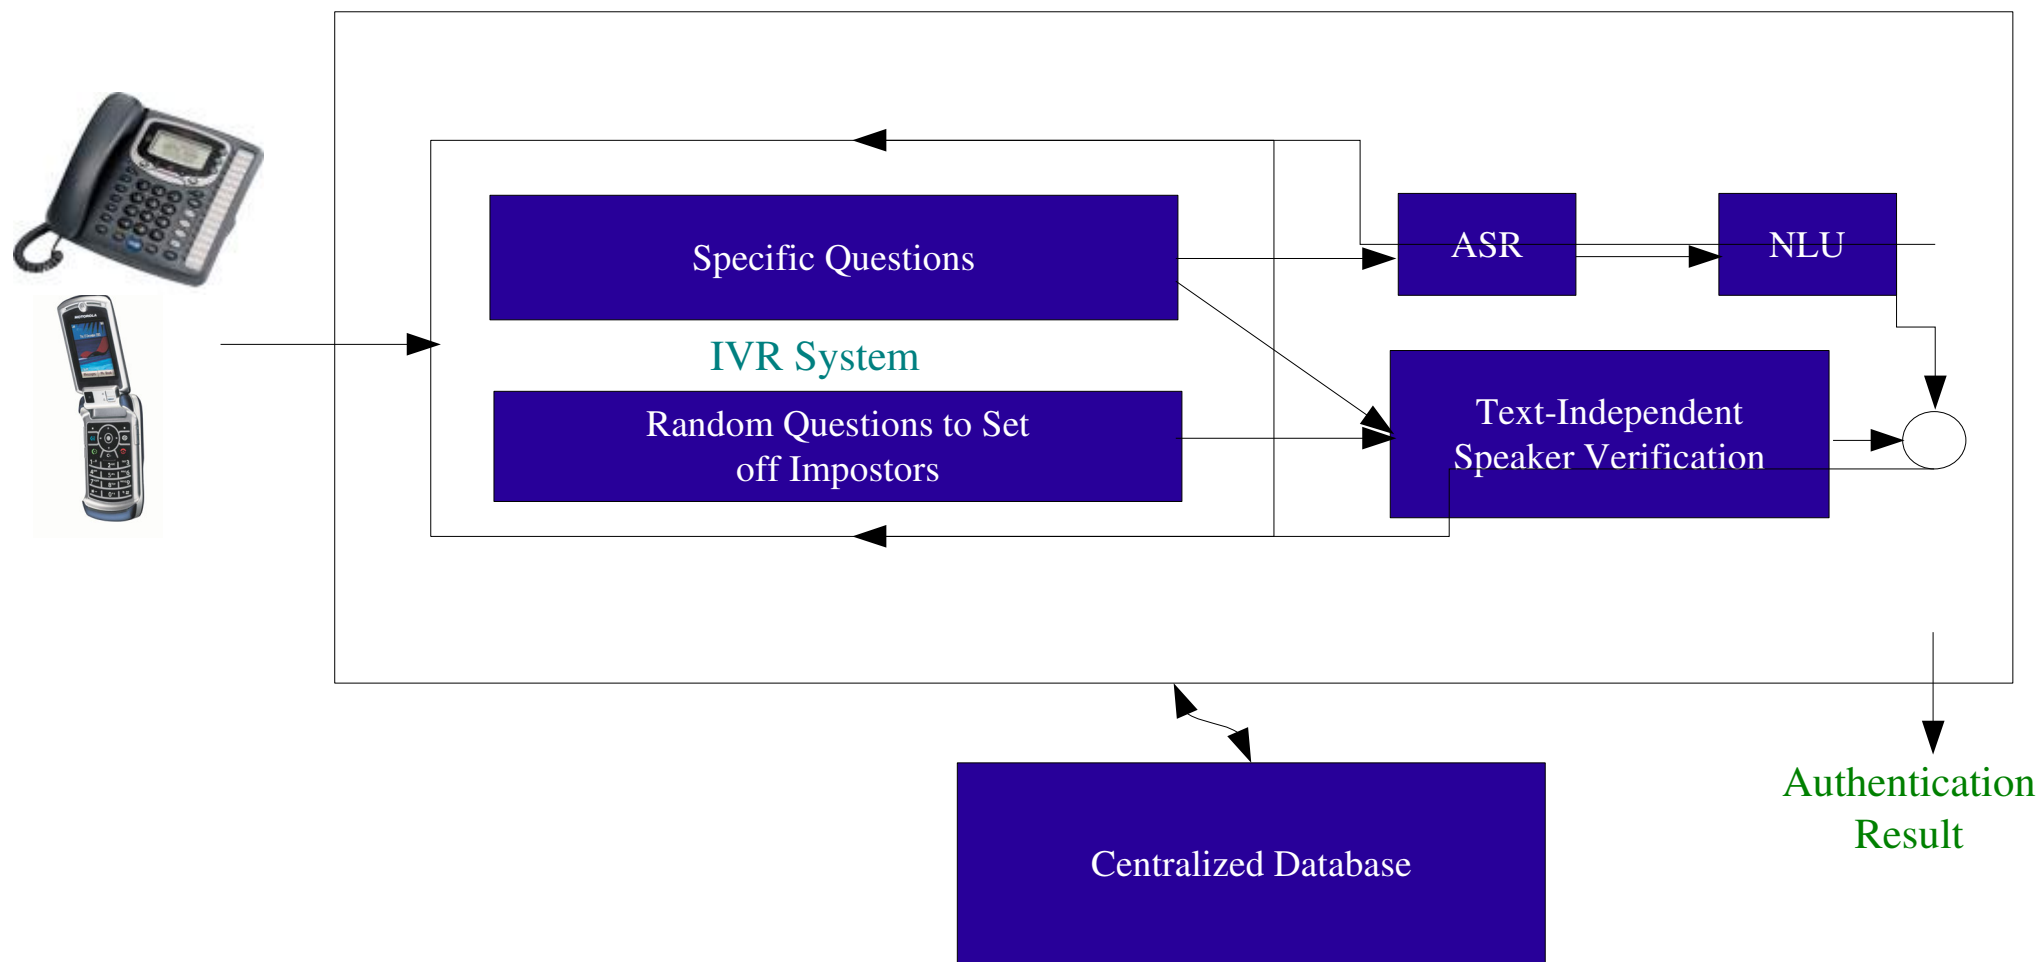 Specific Questions
ASR
NLU
IVR System
Random Questions to Set
off Impostors
Text-Independent
Speaker Verification
Authentication
Result
Centralized Database